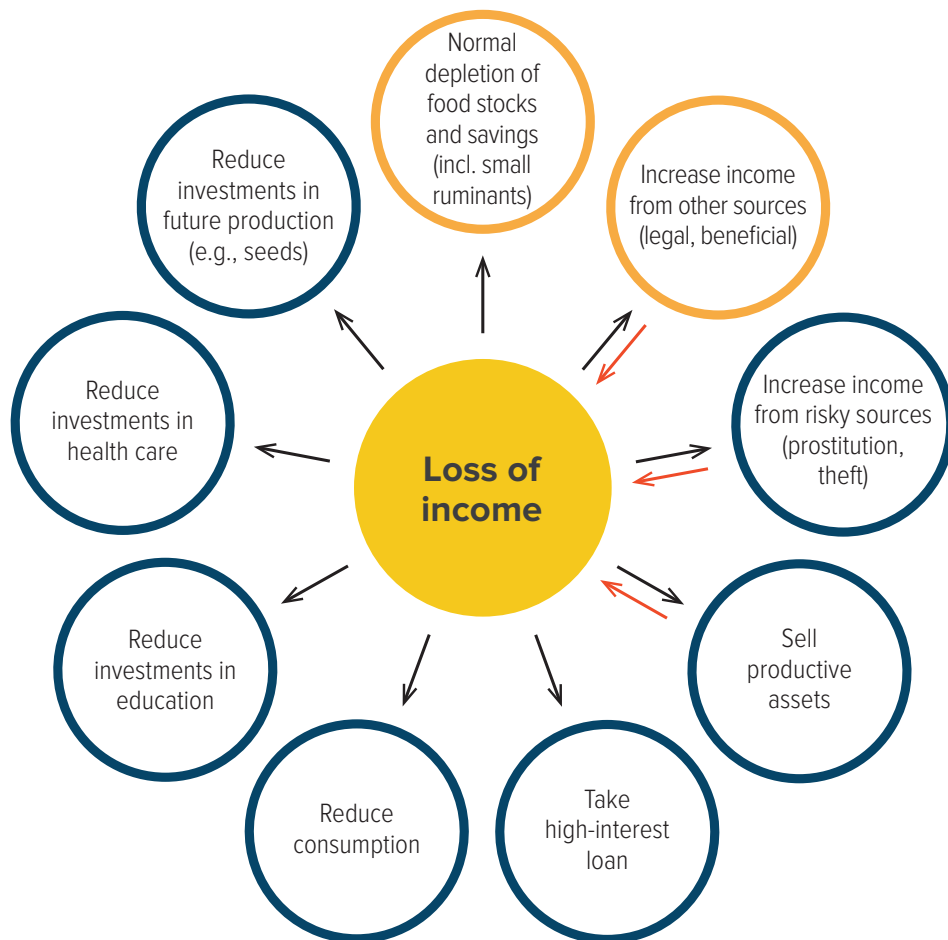 Normal
depletion of
food stocks
and savings
(incl. small
ruminants)
Increase income
from other sources
(legal, beneficial)
Increase income
from risky sources
(prostitution,
theft)
Sell
productive
assets
Take
high-interest
loan
Reduce
consumption
Reduce
investments in
education
Reduce
investments in
health care
Reduce
investments in
future production
(e.g., seeds)
Loss of
income